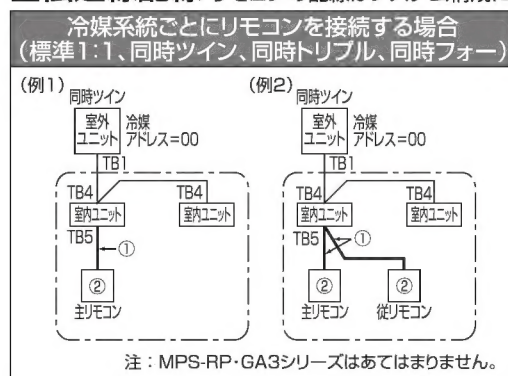 冷媒系統ごとにリモコンを接続する場合
(標準1:1、同時ツイン、同時トリプル、同時フォー)
(例1)
同時ツイン
室外
ユニット
冷媒
アドレス=00
TB1
TB4
TB4
室内ユニット
室内ユニット
TB5
①
②
主リモコン
(例2)
同時ツイン
室外
ユニット
冷媒
アドレス=00
TB1
TB4
TB4
室内ユニット
室内ユニット
TB5
①
②
②
主リモコン
従リモコン
注:MPS-RP・GA3シリーズはあてはまりません。